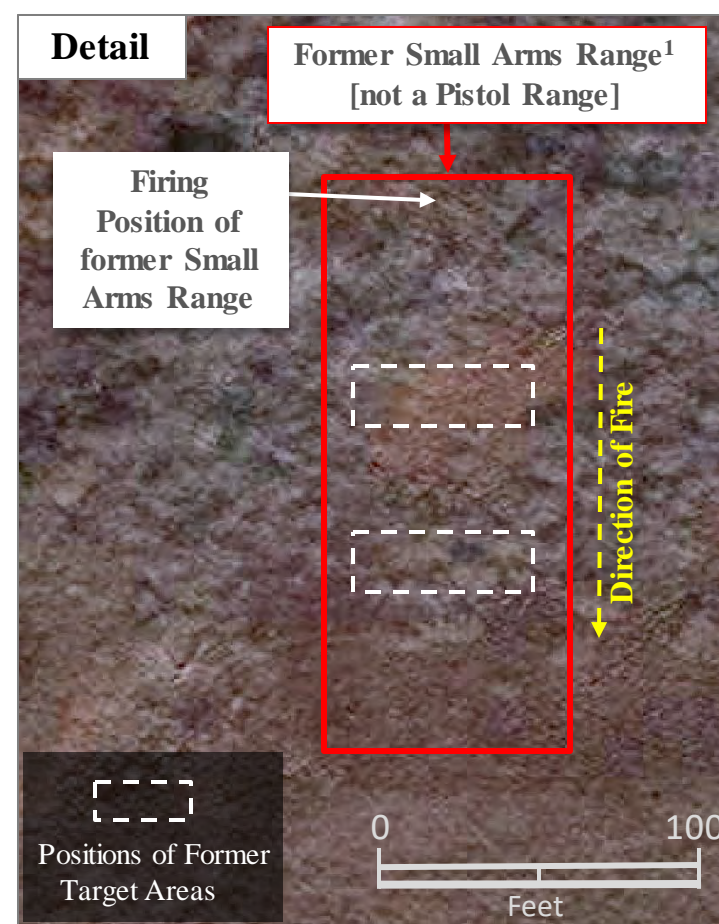 Detail
Former Small Arms Range¹
[not a Pistol Range]
Firing
Position of
former Small
Arms Range
Direction of Fire
Positions of Former
Target Areas
0 100
Feet